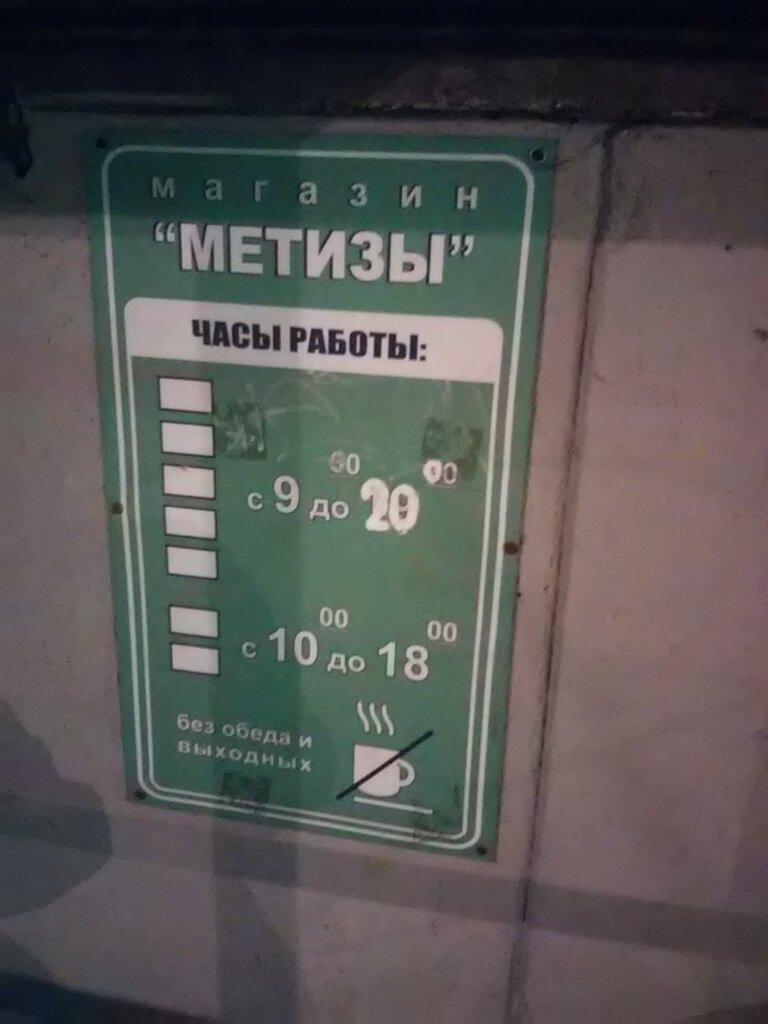 магазин
"МЕТИЗЫ"
ЧАСЫ РАБОТЫ:
с 9 00 до 20 00
с 10 00 до 18 00
без обеда и
выходных